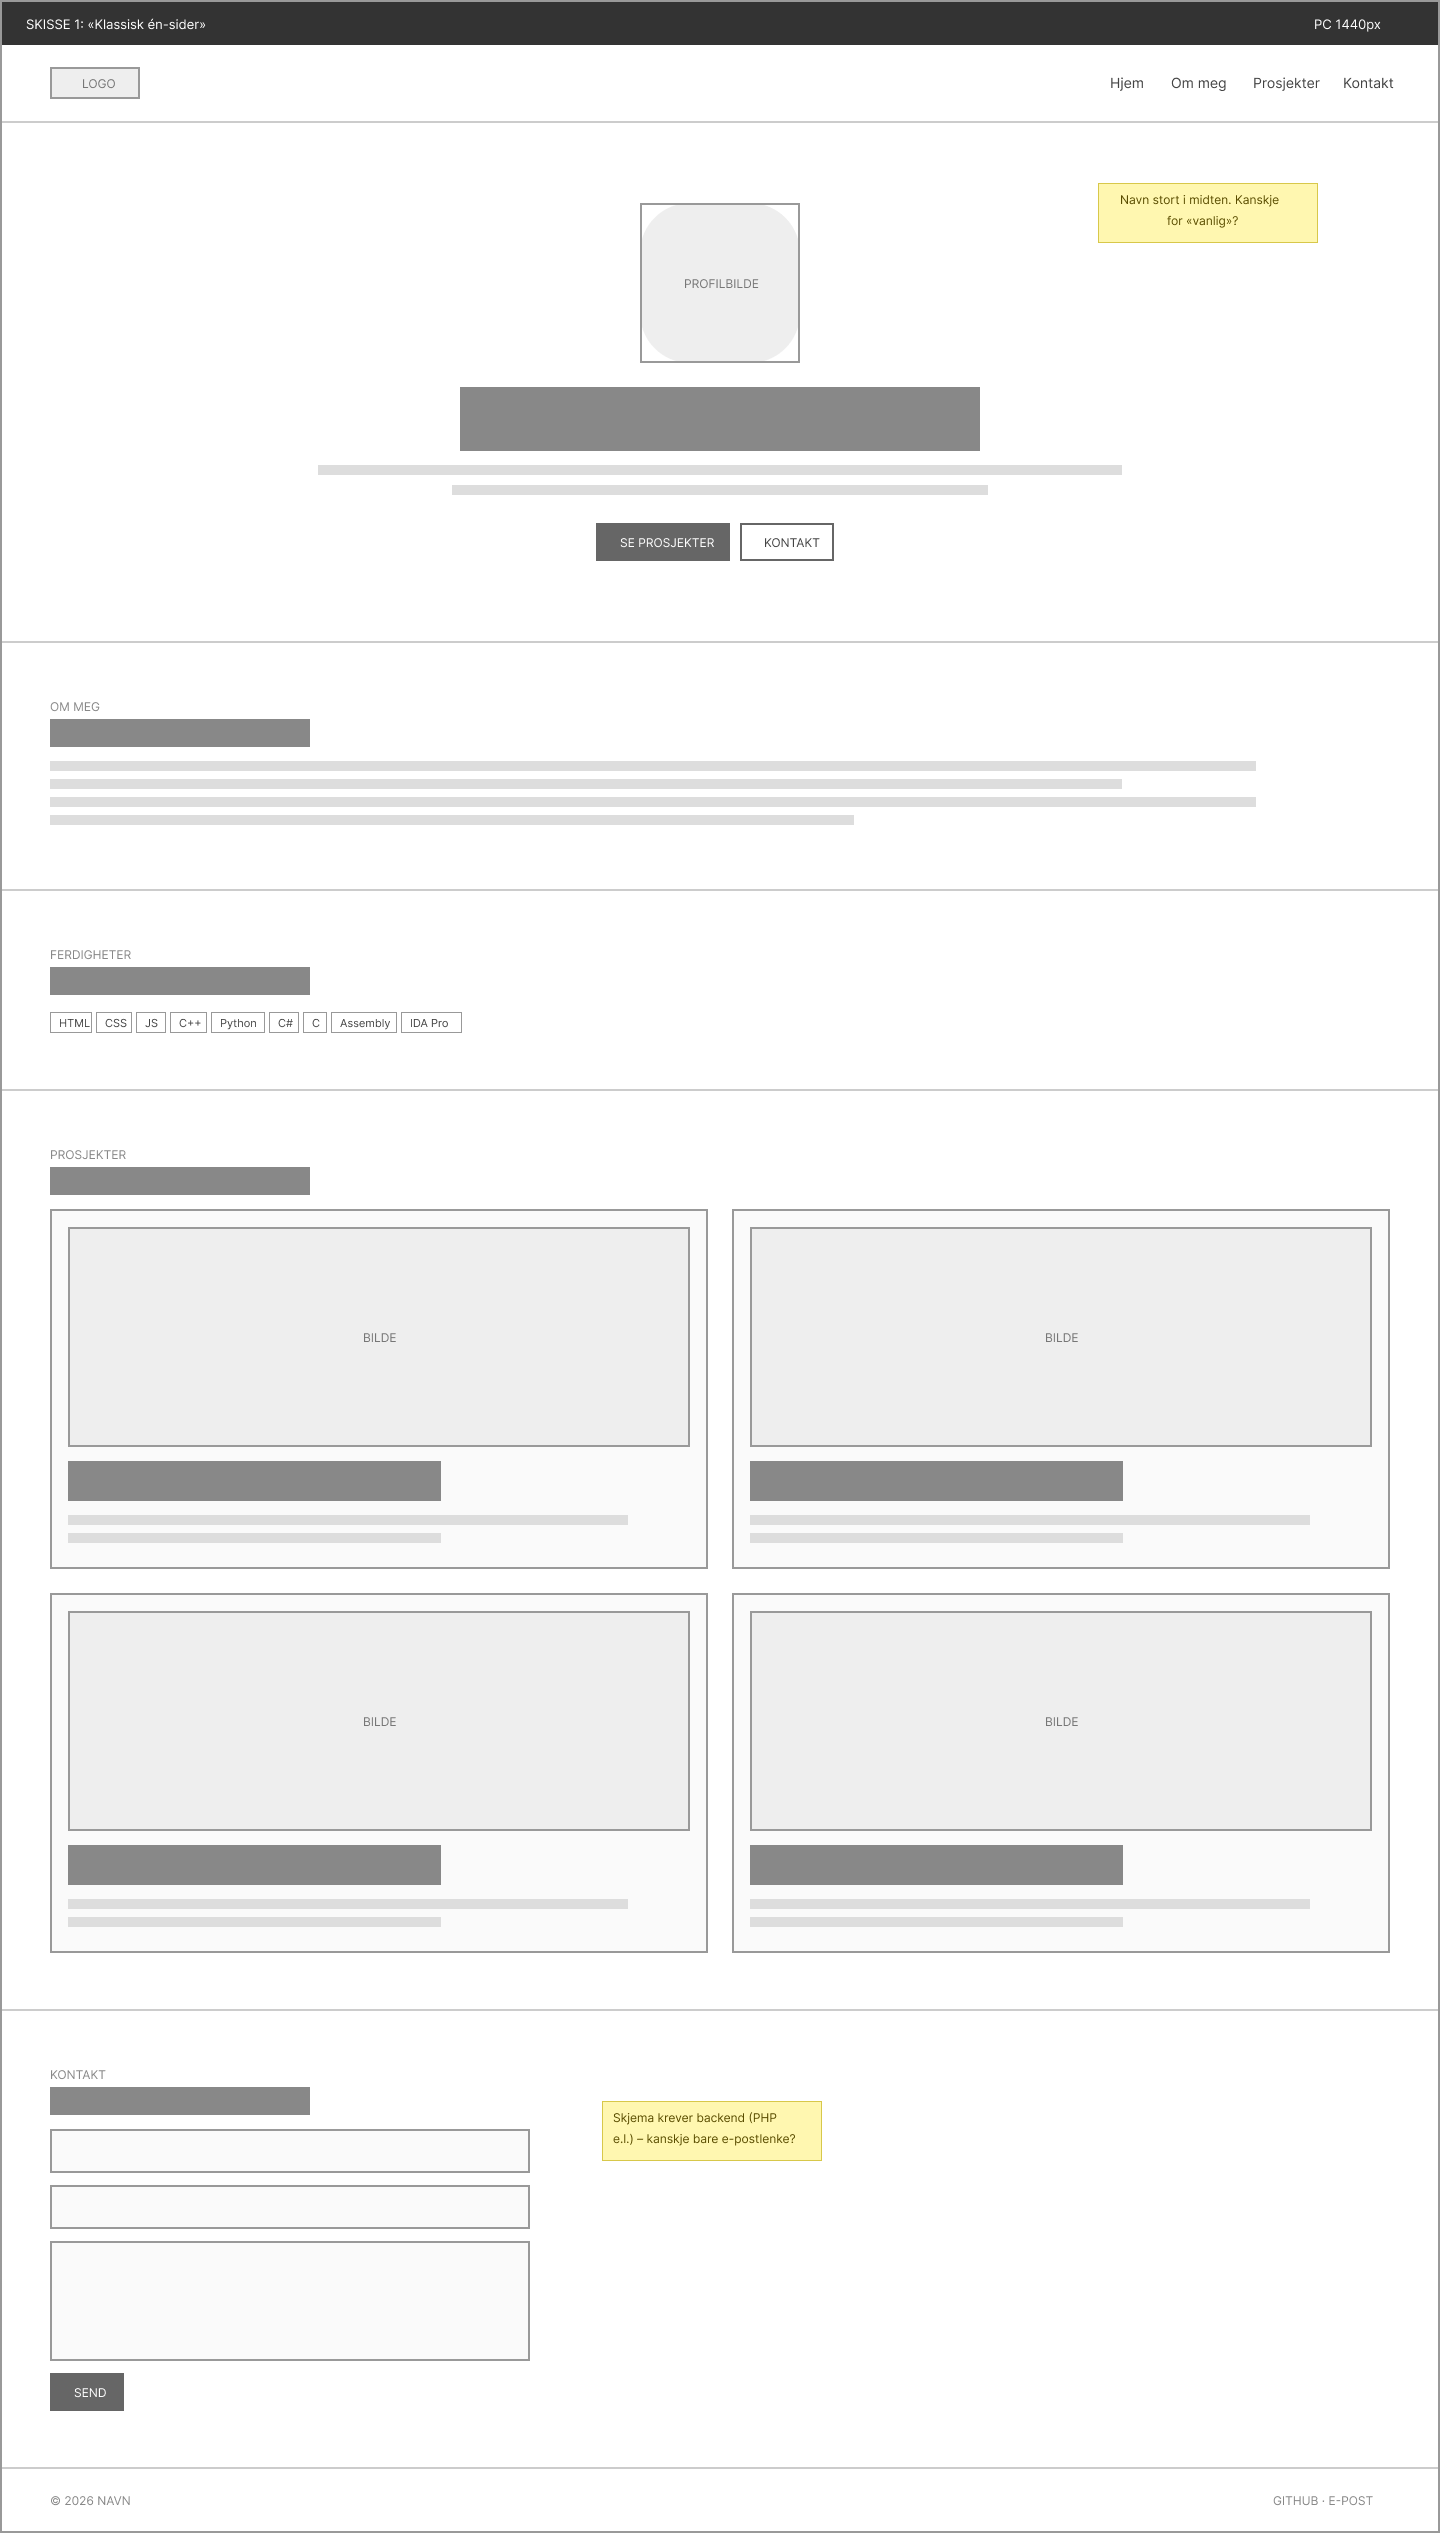 SKISSE 1: «Klassisk én-sider»
PC 1440px
LOGO
Hjem
Om meg
Prosjekter
Kontakt
Navn stort i midten. Kanskje
for «vanlig»?
PROFILBILDE
SE PROSJEKTER
KONTAKT
OM MEG
FERDIGHETER
HTML
CSS
JS
C++
Python
C#
C
Assembly
IDA Pro
PROSJEKTER
BILDE
BILDE
BILDE
BILDE
KONTAKT
Skjema krever backend (PHP
e.l.) – kanskje bare e-postlenke?
SEND
© 2026 NAVN
GITHUB · E-POST